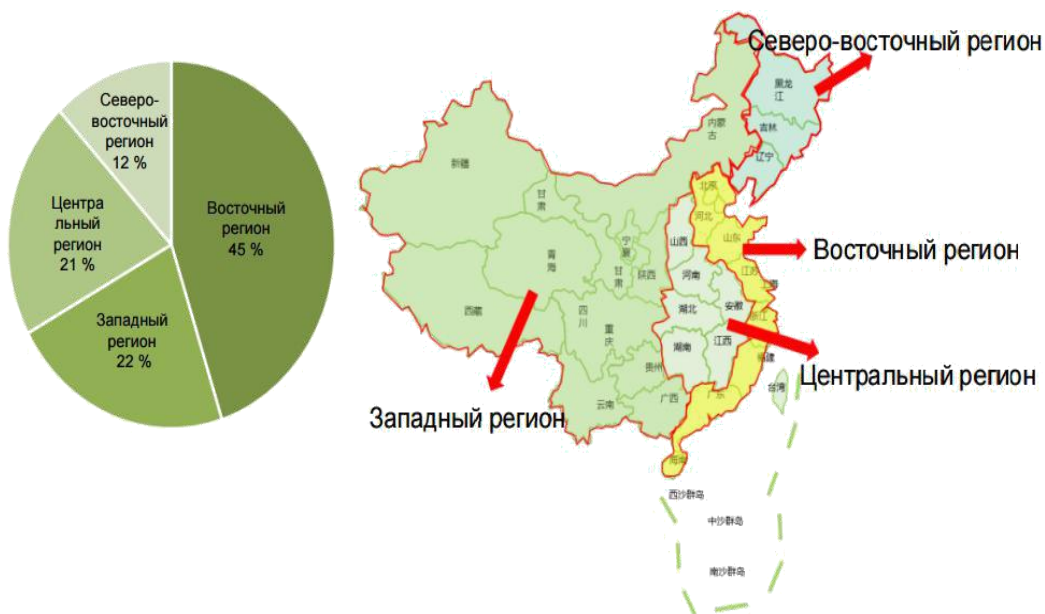 Северо-
восточный
регион
12 %
Центра
льный
регион
21 %
Западный
регион
22 %
Восточный
регион
45 %
Северо-восточный регион
Восточный регион
Центральный регион
Западный регион
黑龙
江
吉林
辽宁
内蒙
古
新疆
甘
肃
青
海
西藏
宁
夏
甘
肃
陕西
四
川
重
庆
贵州
云南
广西
山西
河南
湖北
湖南
安徽
江西
北京
河北
山东
江苏
上海
浙江
福建
广东
台湾
海南
西沙群岛
中沙群岛
南沙群岛